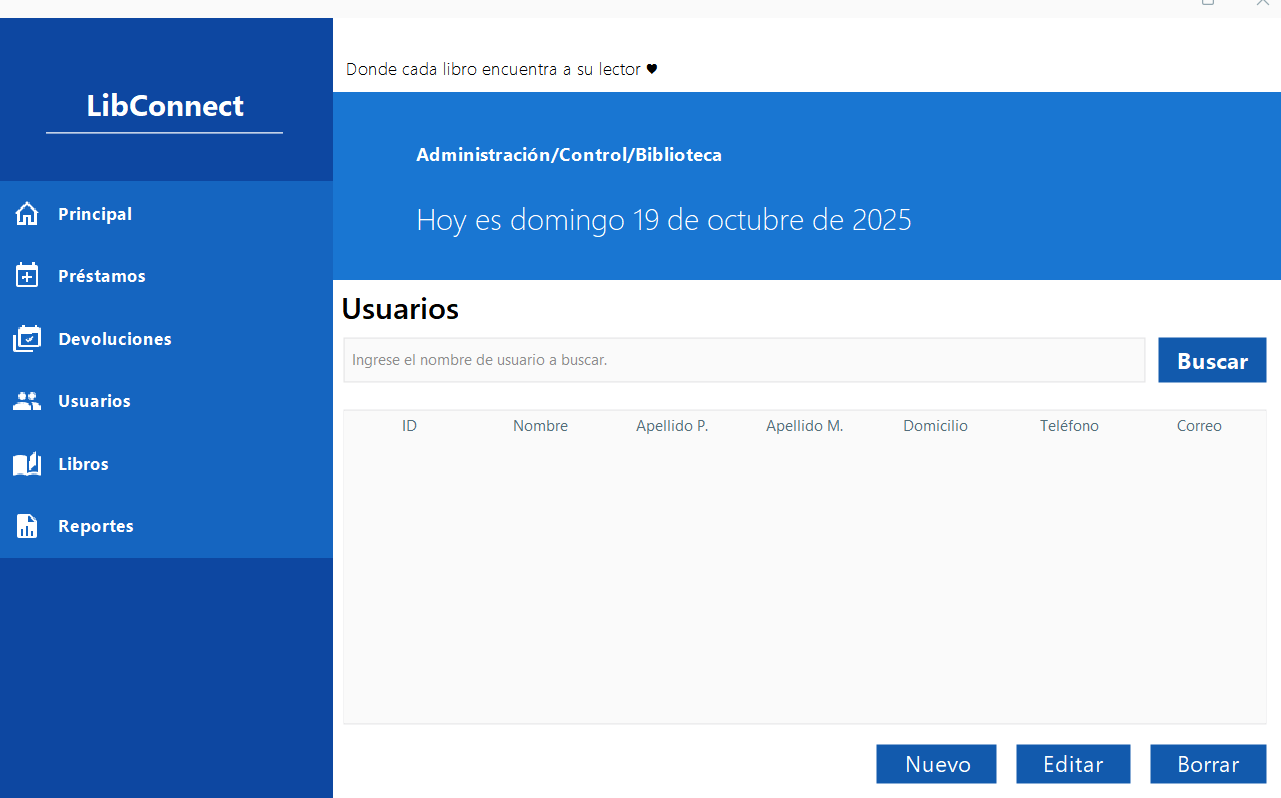 LibConnect
Principal
Préstamos
Devoluciones
Usuarios
Libros
Reportes
Donde cada libro encuentra a su lector ♥
Administración/Control/Biblioteca
Hoy es domingo 19 de octubre de 2025
Usuarios
Ingrese el nombre de usuario a buscar.
Buscar
ID Nombre Apellido P. Apellido M. Domicilio Teléfono Correo
Nuevo Editar Borrar